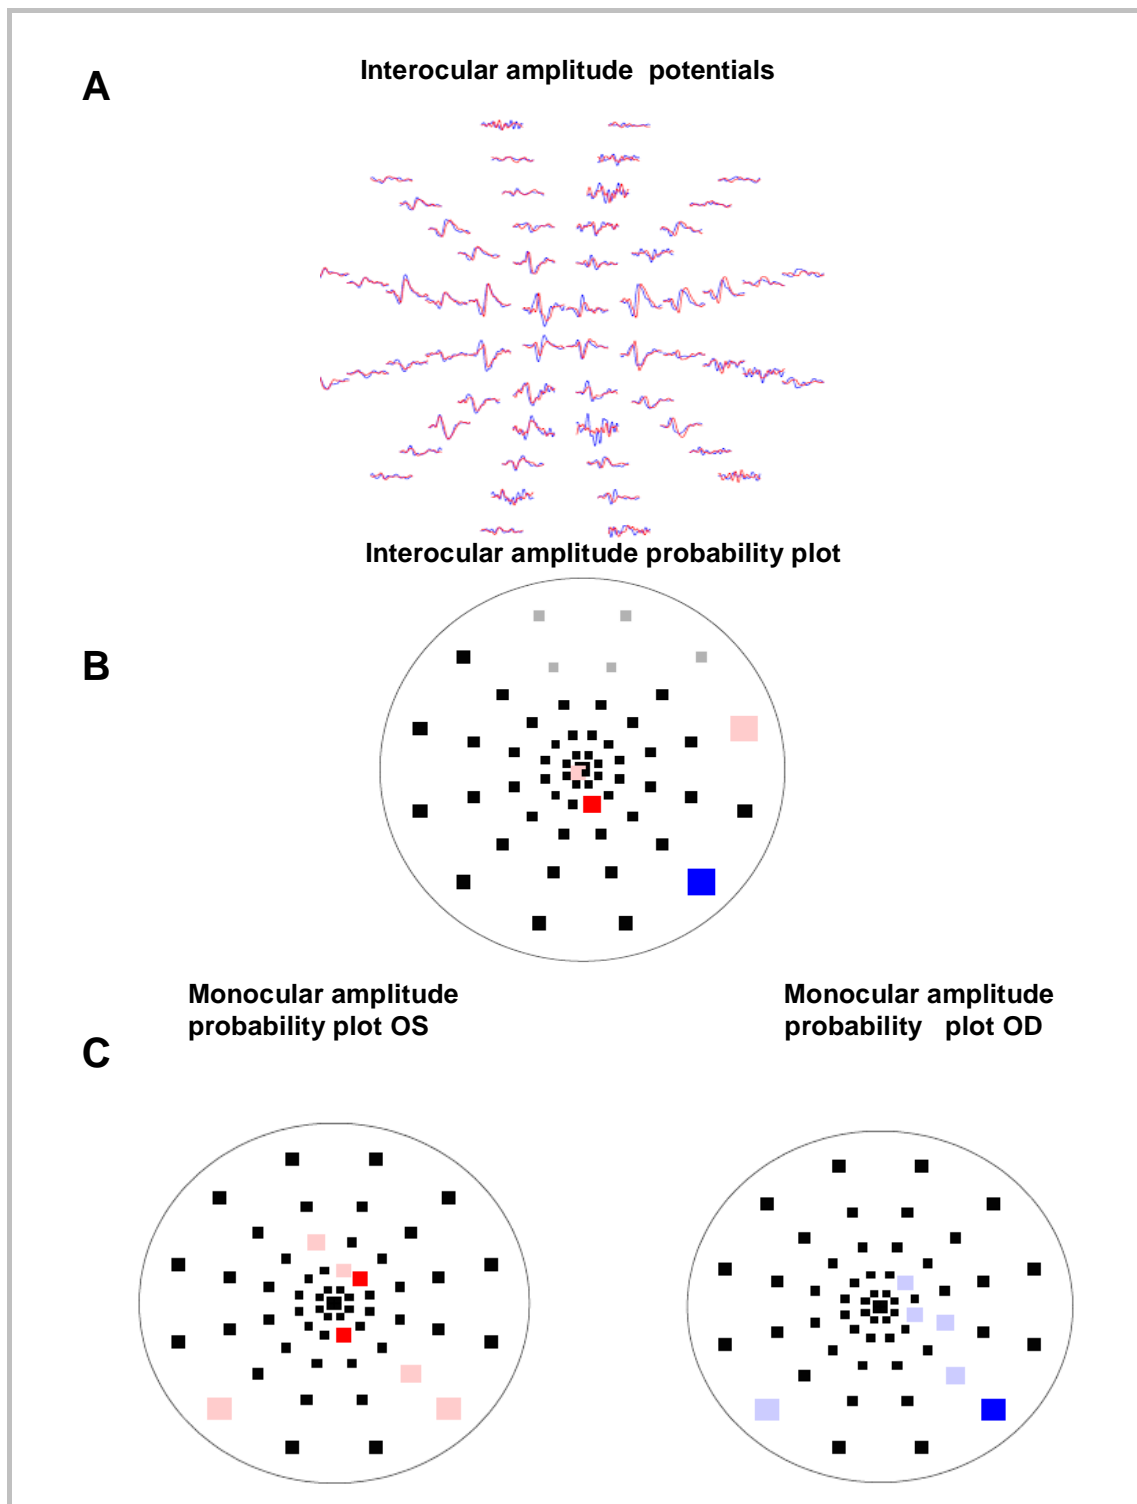 A
Interocular amplitude potentials
Interocular amplitude probability plot
B
Monocular amplitude
probability plot OS
Monocular amplitude
probability plot OD
C